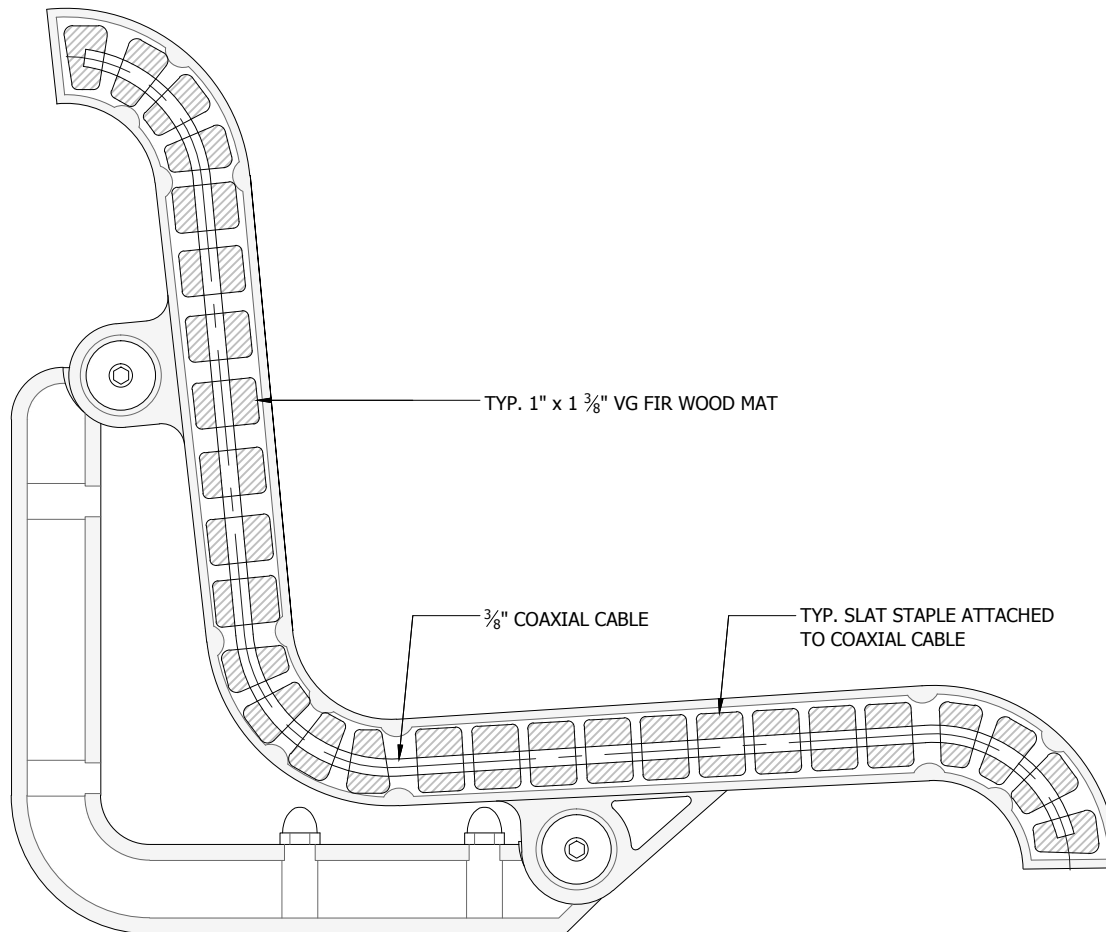 TYP. 1" x 1 ⅜" VG FIR WOOD MAT
⅜" COAXIAL CABLE
TYP. SLAT STAPLE ATTACHED
TO COAXIAL CABLE